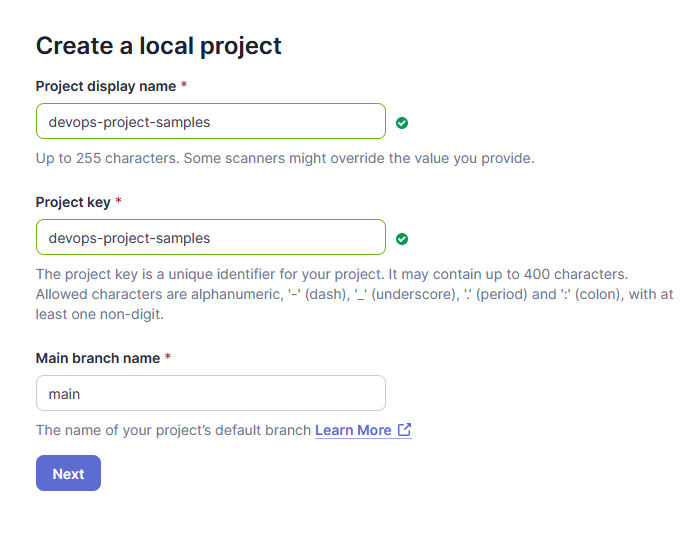 Create a local project
Project display name *
devops-project-samples
Up to 255 characters. Some scanners might override the value you provide.
Project key *
devops-project-samples
The project key is a unique identifier for your project. It may contain up to 400 characters.
Allowed characters are alphanumeric, '-' (dash), '_' (underscore), '.' (period) and ':' (colon), with at
least one non-digit.
Main branch name *
main
The name of your project’s default branch Learn More
Next